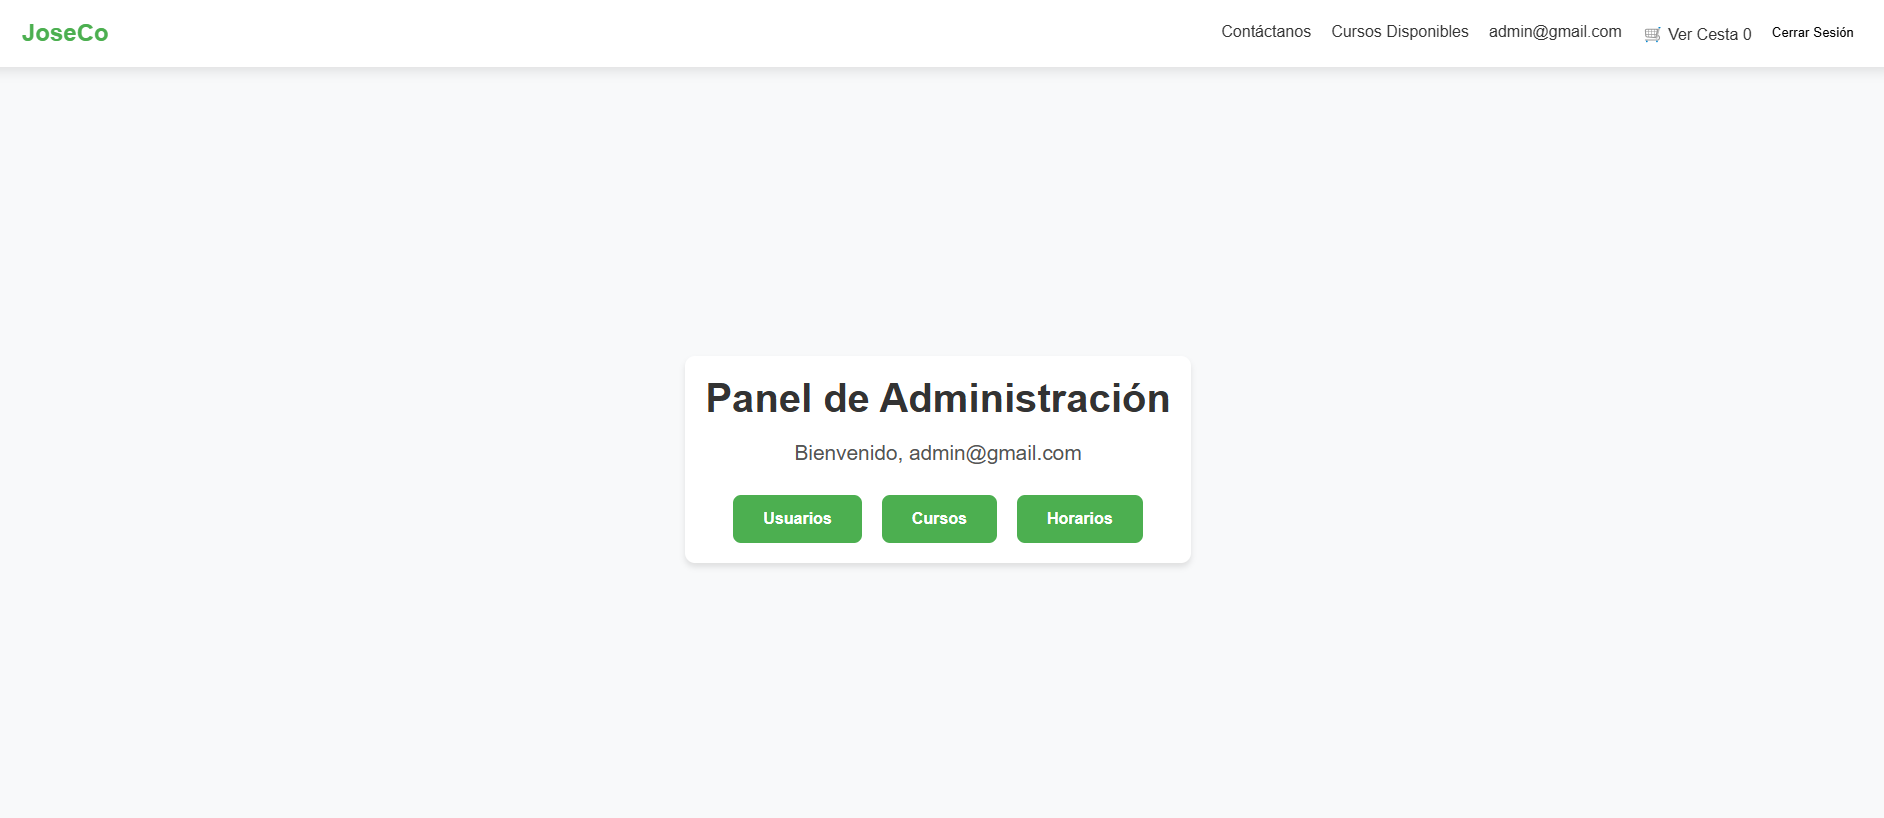 JoseCo
Contáctanos Cursos Disponibles admin@gmail.com 🛒 Ver Cesta 0 Cerrar Sesión
Panel de Administración
Bienvenido, admin@gmail.com
Usuarios Cursos Horarios